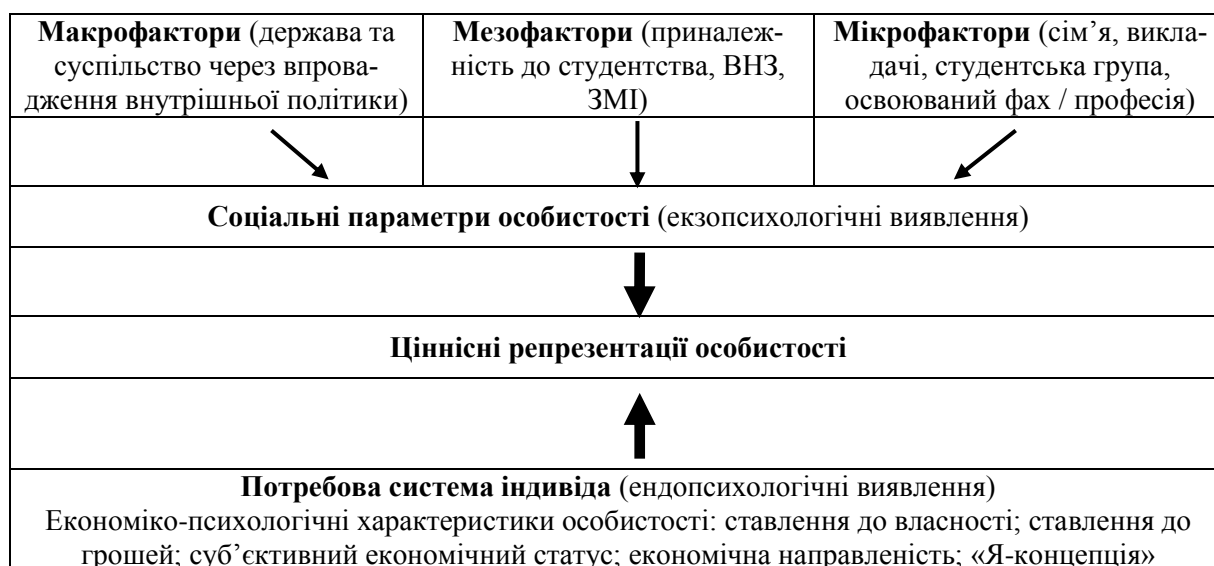 Макрофактори (держава та
суспільство через впрова-
дження внутрішньої політики)
Мезофактори (приналеж-
ність до студентства, ВНЗ,
ЗМІ)
Мікрофактори (сім’я, викла-
дачі, студентська група,
освоюваний фах / професія)
Соціальні параметри особистості (екзопсихологічні виявлення)
Ціннісні репрезентації особистості
Потребова система індивіда (ендопсихологічні виявлення)
Економіко-психологічні характеристики особистості: ставлення до власності; ставлення до
грошей; суб’єктивний економічний статус; економічна направленість; «Я-концепція»